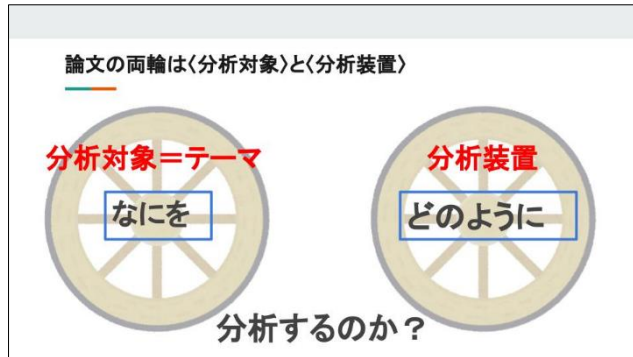 論文の両輪は〈分析対象〉と〈分析装置〉
分析対象＝テーマ
なにを
分析装置
どのように
分析するのか？